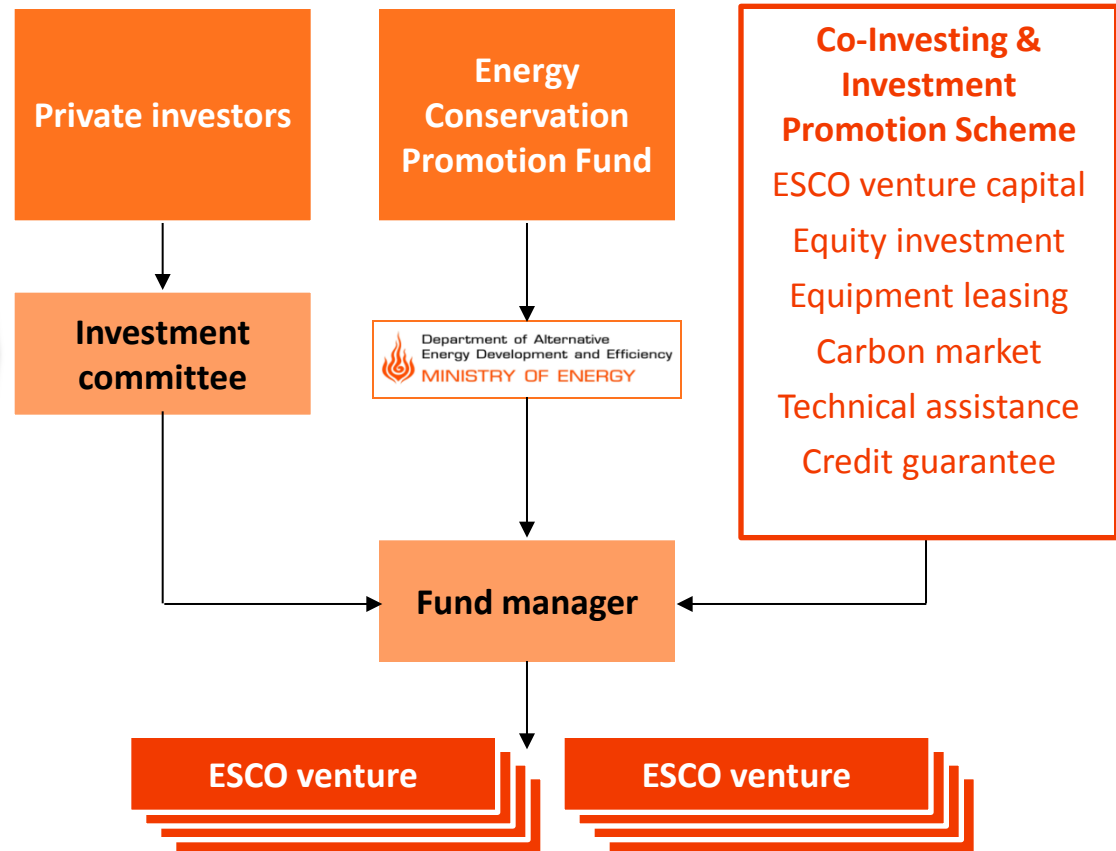 Private investors
Energy
Conservation
Promotion Fund
Co-Investing &
Investment
Promotion Scheme
ESCO venture capital
Equity investment
Equipment leasing
Carbon market
Technical assistance
Credit guarantee
Investment
committee
Department of Alternative
Energy Development and Efficiency
MINISTRY OF ENERGY
Fund manager
ESCO venture
ESCO venture